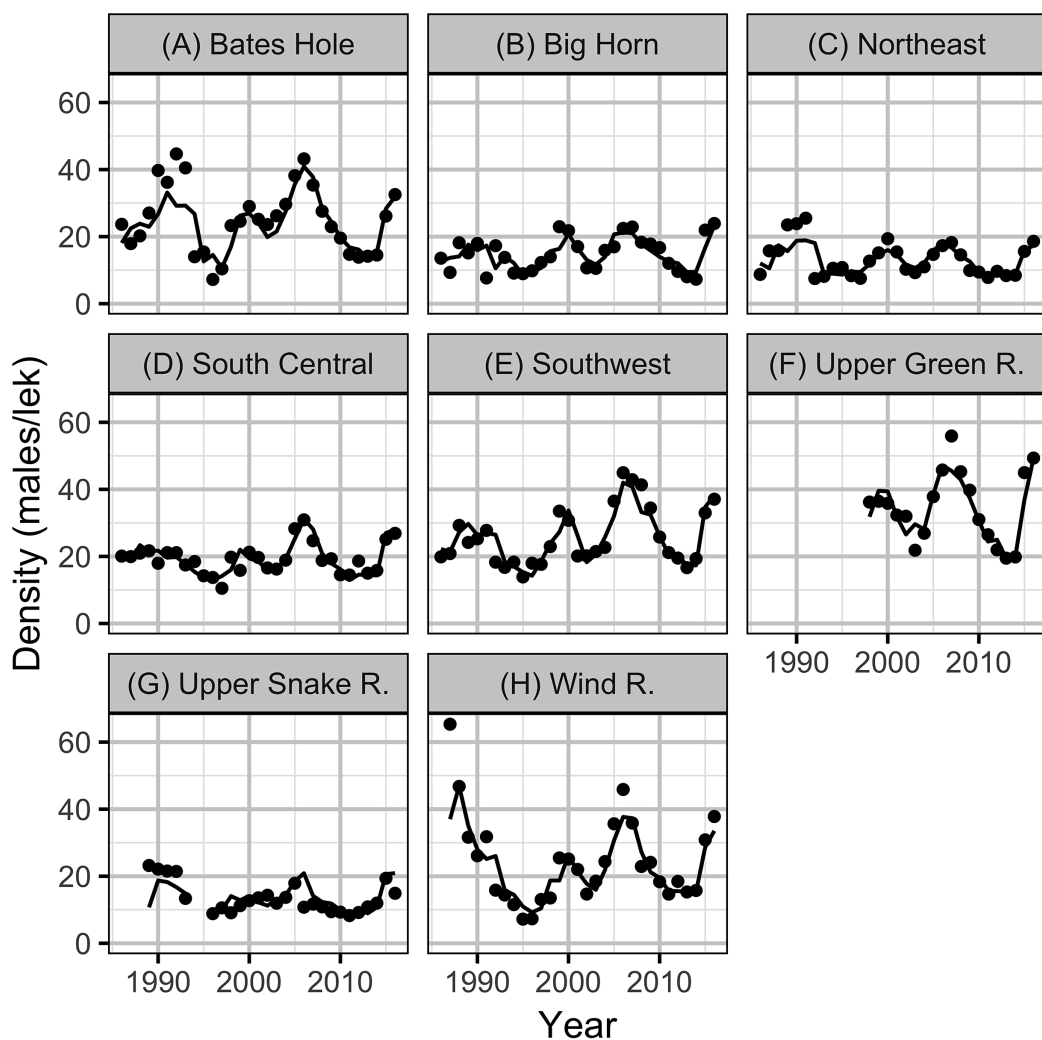 (A) Bates Hole
(B) Big Horn
(C) Northeast
60
40
20
0
(D) South Central
(E) Southwest
(F) Upper Green R.
60
40
20
0
1990 2000 2010
(G) Upper Snake R.
(H) Wind R.
60
40
20
0
1990 2000 2010
1990 2000 2010
Density (males/lek)
Year